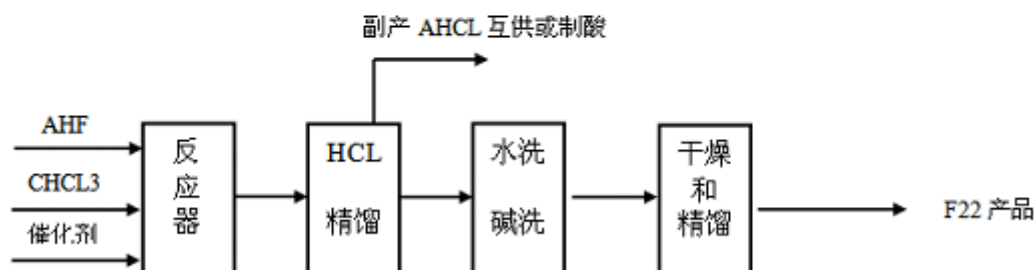 副产 AHCL 互供或制酸
AHF
CHCL3
催化剂
反
应
器
HCL
精馏
水洗
碱洗
干燥
和
精馏
F22 产品